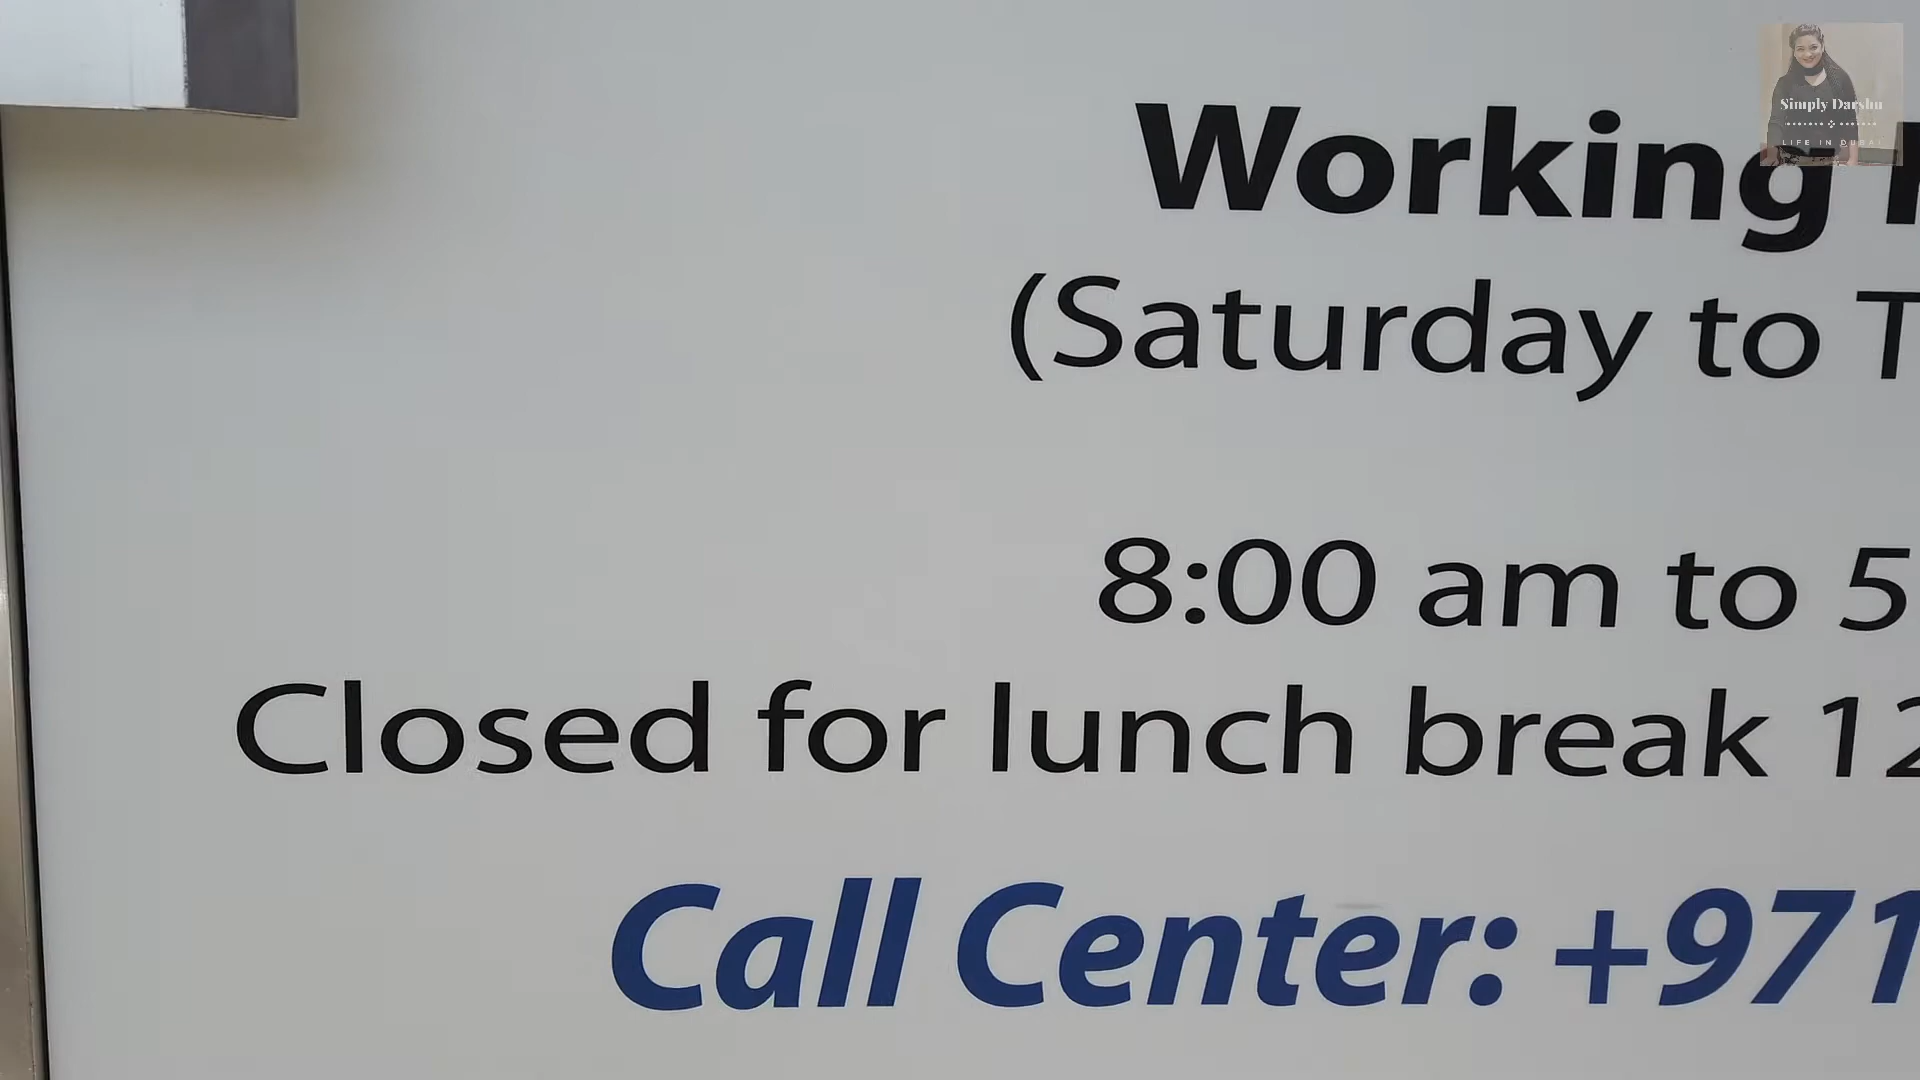 Working
(Saturday to T
8:00 am to 5
Closed for lunch break 12
Call Center: +971
Simply Darshu
LIFE IN DUBAI